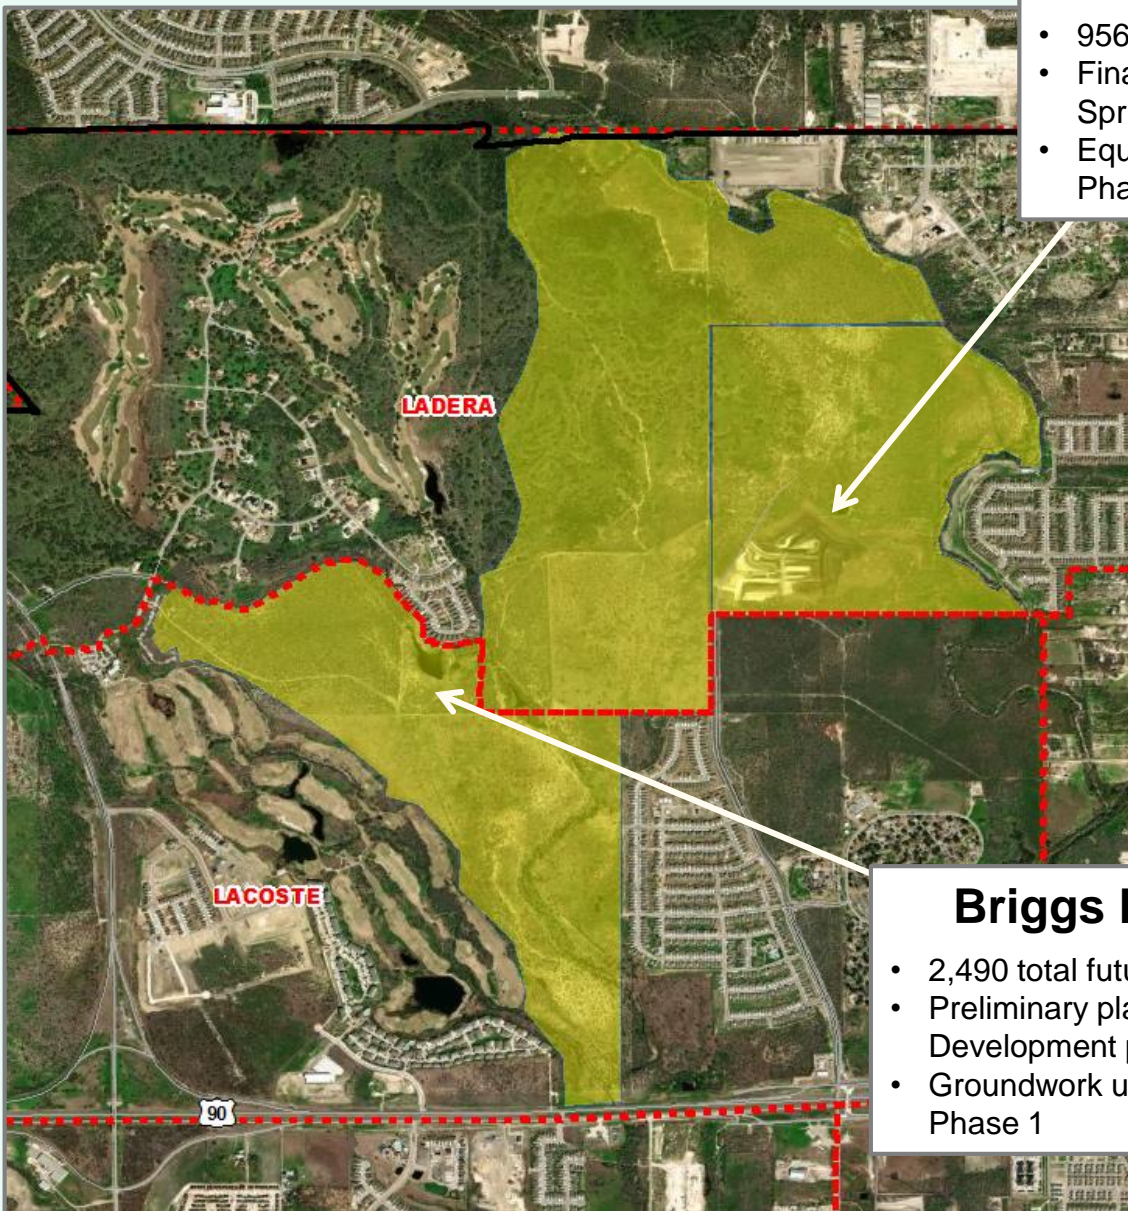 • 956
• Fina
Spr
• Equ
Pha
LADERA
LACOSTE
90
Briggs
• 2,490 total futu
• Preliminary pla
Development p
• Groundwork u
Phase 1